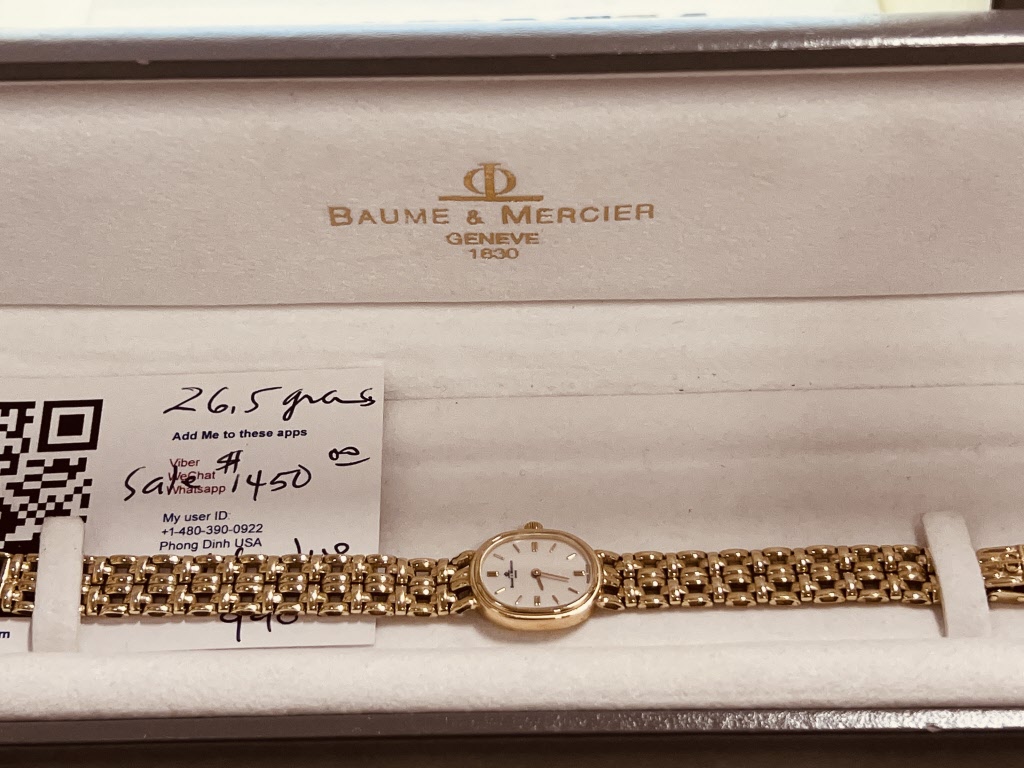 BAUME & MERCIER
GENEVE
1830
26.5 grams
Add Me to these apps
Viber
WeChat
Whatsapp
Sale $1450.00
My user ID:
+1-480-390-0922
Phong Dinh USA